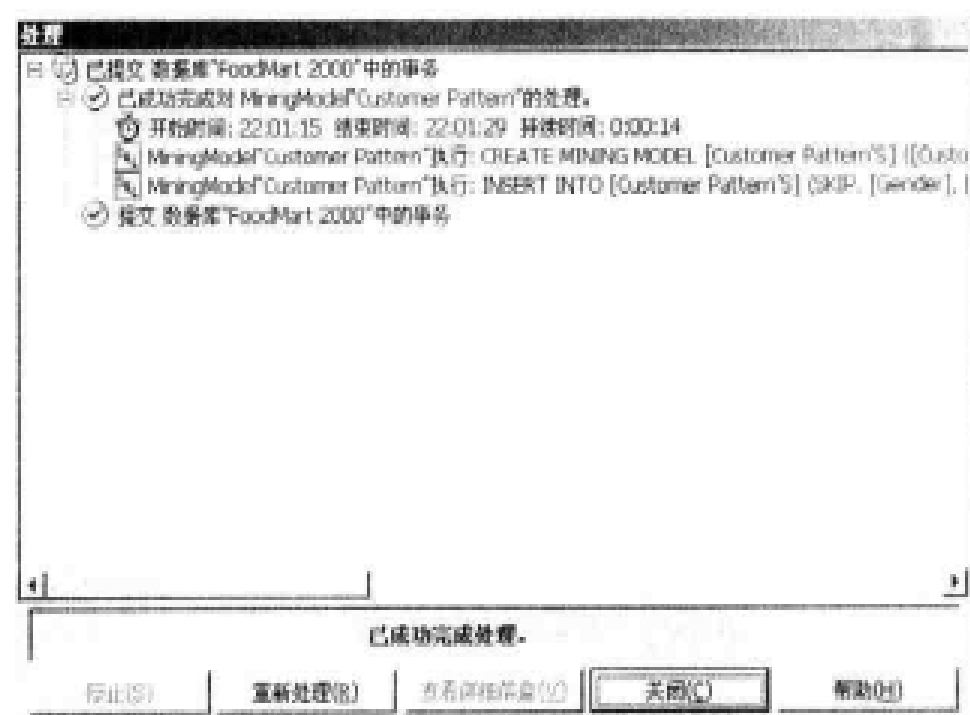 处理
已提交 数据库"FoodMart 2000"中的事务
已成功完成对 MiningModel"Customer Pattern"的处理。
开始时间: 22:01:15 结束时间: 22:01:29 持续时间: 0:00:14
MiningModel"Customer Pattern"执行: CREATE MINING MODEL [Customer Pattern'S] ([Custo
MiningModel"Customer Pattern"执行: INSERT INTO [Customer Pattern'S] (SKIP, [Gender], [
提交 数据库"FoodMart 2000"中的事务
已成功完成处理。
停止(S) 重新处理(R) 查看详细信息(V) 关闭(C) 帮助(H)